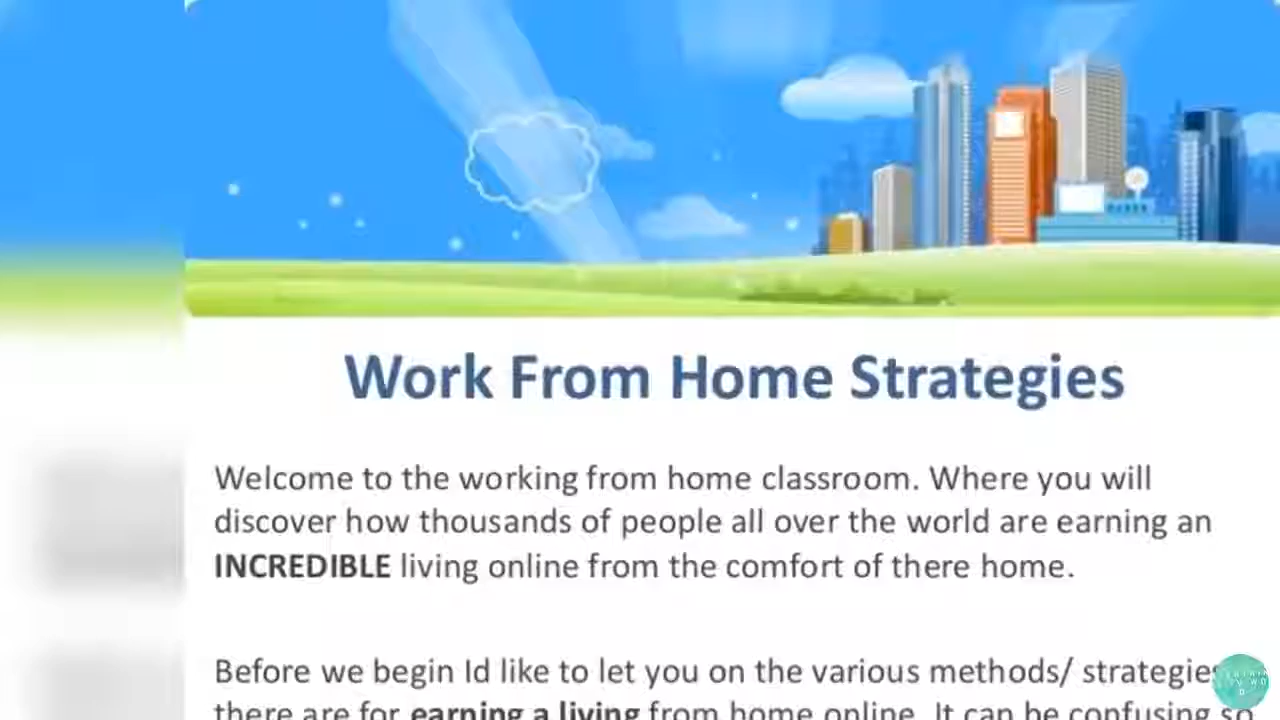 Work From Home Strategies
Welcome to the working from home classroom. Where you will
discover how thousands of people all over the world are earning an
INCREDIBLE living online from the comfort of there home.
Before we begin Id like to let you on the various methods/ strategies
there are for earning a living from home online. It can be confusing so